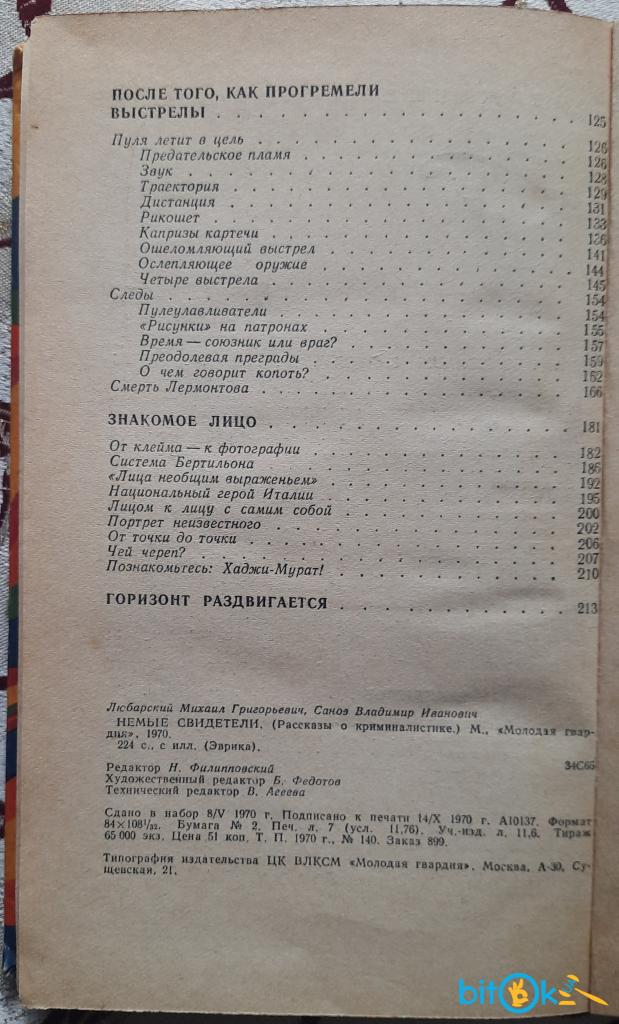 ПОСЛЕ ТОГО, КАК ПРОГРЕМЕЛИ
ВЫСТРЕЛЫ . . . . . . . . . . . . . . . 125
Пуля летит в цель . . . . . . . . . . . . 126
Предательское пламя . . . . . . . . . . 126
Звук . . . . . . . . . . . . . . . 128
Траектория . . . . . . . . . . . . . 129
Дистанция . . . . . . . . . . . . . 131
Рикошет . . . . . . . . . . . . . . 133
Капризы картечи . . . . . . . . . . . 136
Ошеломляющий выстрел . . . . . . . . . 141
Ослепляющее оружие . . . . . . . . . . 144
Четыре выстрела . . . . . . . . . . . 145
Следы . . . . . . . . . . . . . . . 154
Пулеулавливатели . . . . . . . . . . . 154
«Рисунки» на патронах . . . . . . . . . 155
Время — союзник или враг? . . . . . . . . 157
Преодолевая преграды . . . . . . . . . 159
О чем говорит копоть? . . . . . . . . . 162
Смерть Лермонтова . . . . . . . . . . . 166
ЗНАКОМОЕ ЛИЦО . . . . . . . . . . . . 181
От клейма — к фотографии . . . . . . . . . 182
Система Бертильона . . . . . . . . . . . 186
«Лица необщим выраженьем» . . . . . . . . 192
Национальный герой Италии . . . . . . . . 195
Лицом к лицу с самим собой . . . . . . . . 200
Портрет неизвестного . . . . . . . . . . 202
От точки до точки . . . . . . . . . . . 206
Чей череп? . . . . . . . . . . . . . 207
Познакомьтесь: Хаджи-Мурат! . . . . . . . . 210
ГОРИЗОНТ РАЗДВИГАЕТСЯ . . . . . . . . . 213
Любарский Михаил Григорьевич, Санов Владимир Иванович
НЕМЫЕ СВИДЕТЕЛИ. (Рассказы о криминалистике.) М., «Молодая гвар-
дия», 1970.
224 с., с илл. (Эврика).
34С65
Редактор Н. Филипповский
Художественный редактор Б. Федотов
Технический редактор В. Агеева
Сдано в набор 8/V 1970 г. Подписано к печати 14/X 1970 г. А10137. Формат
84×108¹/₃₂. Бумага № 2. Печ. л. 7 (усл. 11,76). Уч.-изд. л. 11,6. Тираж
65 000 экз. Цена 51 коп. Т. П. 1970 г., № 140. Заказ 899.
Типография издательства ЦК ВЛКСМ «Молодая гвардия». Москва, А-30, Су-
щевская, 21.
bitok